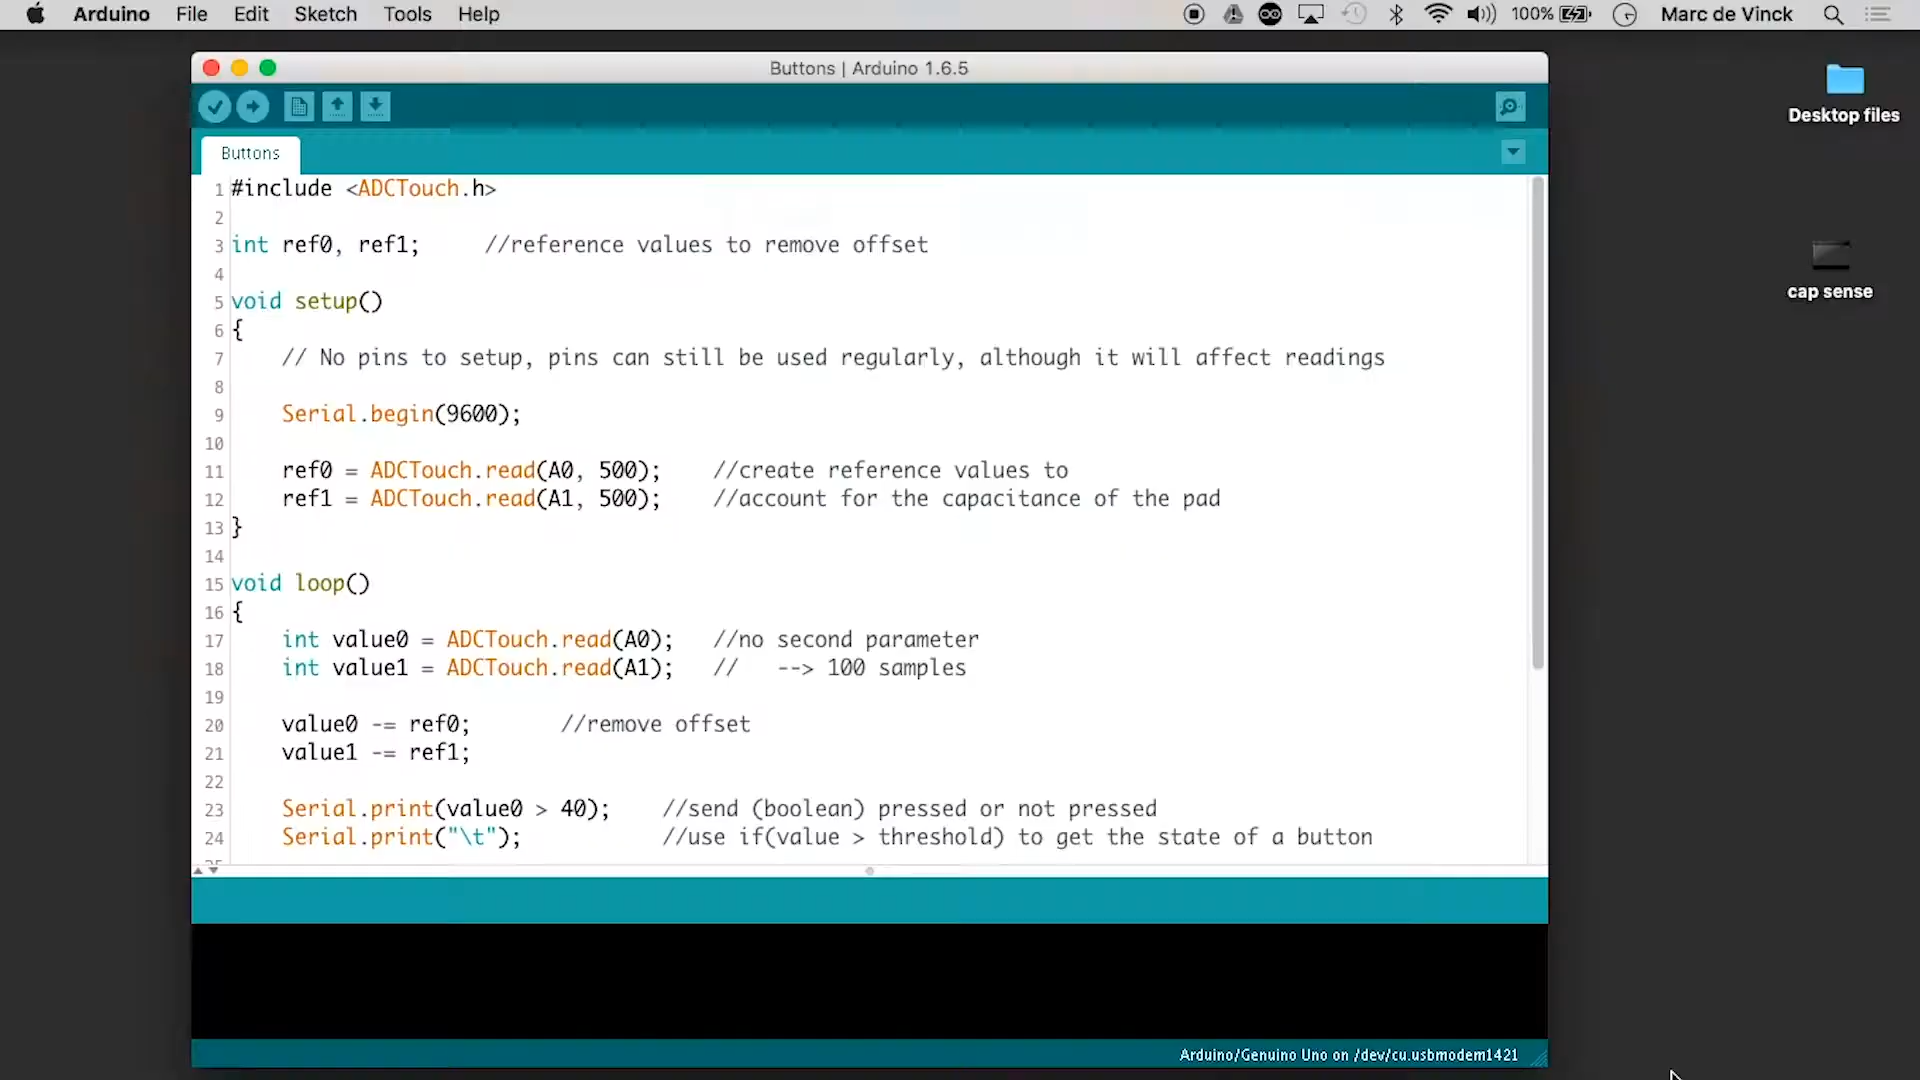 Arduino File Edit Sketch Tools Help 100% Marc de Vinck
Buttons | Arduino 1.6.5
Desktop files
Buttons
1 #include <ADCTouch.h>
2
3 int ref0, ref1; //reference values to remove offset
4
5 void setup()
6 {
7 // No pins to setup, pins can still be used regularly, although it will affect readings
8
9 Serial.begin(9600);
10
11 ref0 = ADCTouch.read(A0, 500); //create reference values to
12 ref1 = ADCTouch.read(A1, 500); //account for the capacitance of the pad
13 }
14
15 void loop()
16 {
17 int value0 = ADCTouch.read(A0); //no second parameter
18 int value1 = ADCTouch.read(A1); // --> 100 samples
19
20 value0 -= ref0; //remove offset
21 value1 -= ref1;
22
23 Serial.print(value0 > 40); //send (boolean) pressed or not pressed
24 Serial.print("\t"); //use if(value > threshold) to get the state of a button
cap sense
Arduino/Genuino Uno on /dev/cu.usbmodem1421